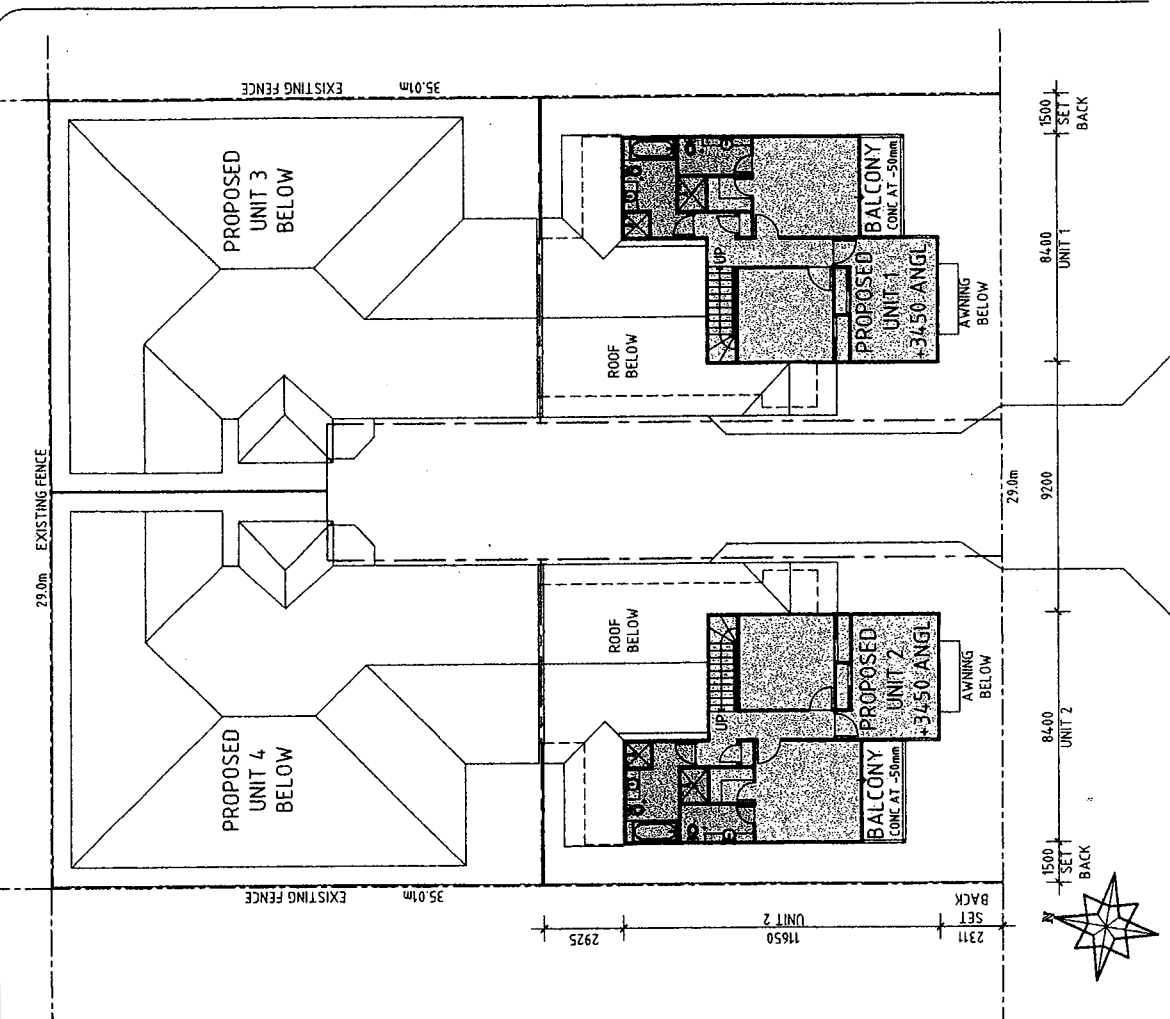 EXISTING FENCE
35.01m
PROPOSED
UNIT 3
BELOW
1500
SET
BACK
BALCONY
CONC AT -50mm
8400
UNIT 1
UP
PROPOSED
UNIT 1
+3450 ANGL
AWNING
BELOW
ROOF
BELOW
29.0m
EXISTING FENCE
29.0m
9200
ROOF
BELOW
UP
PROPOSED
UNIT 2
+3450 ANGL
AWNING
BELOW
8400
UNIT 2
PROPOSED
UNIT 4
BELOW
BALCONY
CONC AT -50mm
1500
SET
BACK
EXISTING FENCE
35.01m
2925
UNIT 2
11650
SET
BACK
2311
N